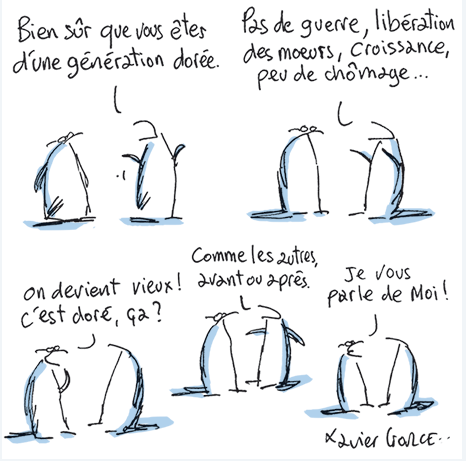 Bien sûr que vous êtes
d'une génération dorée.
Pas de guerre, libération
des moeurs, croissance,
peu de chômage...
on devient vieux !
c'est doré, ça ?
Comme les autres,
avant ou après.
Je vous
parle de Moi !
Xavier Gorce..